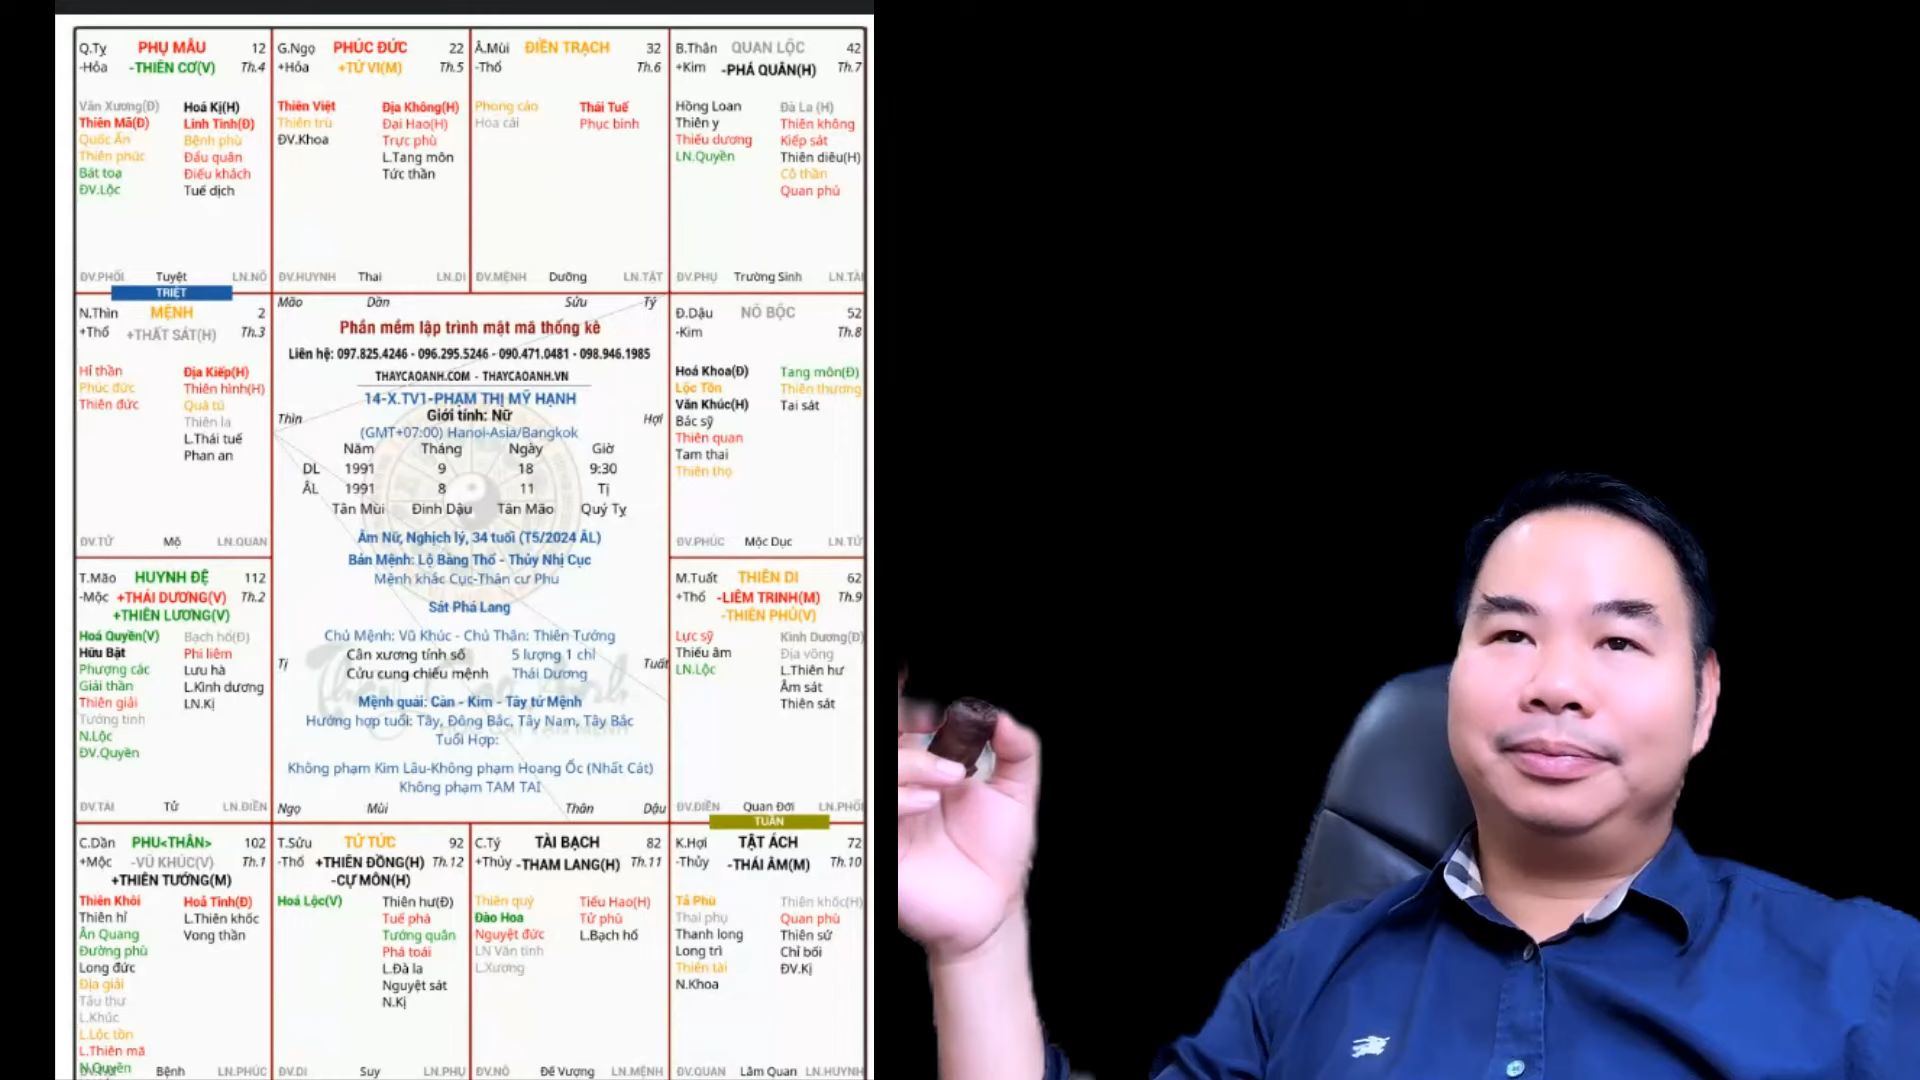 Q.Tỵ PHỤ MẪU 12
-Hỏa -THIÊN CƠ(V) Th.4
Văn Xương(Đ) Hoá Kị(H)
Thiên Mã(Đ) Linh Tinh(Đ)
Quốc Ấn Bệnh phù
Thiên phúc Đẩu quân
Bát toạ Điếu khách
ĐV.Lộc Tuế dịch
ĐV.PHỐI Tuyệt LN.NÔ
TRIỆT
G.Ngọ PHÚC ĐỨC 22
+Hỏa +TỬ VI(M) Th.5
Thiên Việt Địa Không(H)
Thiên trù Đại Hao(H)
ĐV.Khoa Trực phù
L.Tang môn
Tức thần
ĐV.HUYNH Thai LN.DI
Â.Mùi ĐIỀN TRẠCH 32
-Thổ Th.6
Phong cáo Thái Tuế
Hoa cái Phục binh
ĐV.MỆNH Dưỡng LN.TẬT
B.Thân QUAN LỘC 42
+Kim -PHÁ QUÂN(H) Th.7
Hồng Loan Đà La (H)
Thiên y Thiên không
Thiếu dương Kiếp sát
LN.Quyền Thiên diêu(H)
Cô thần
Quan phủ
ĐV.PHỤ Trường Sinh LN.TÀI
N.Thìn MỆNH 2
+Thổ +THẤT SÁT(H) Th.3
Hỉ thần Địa Kiếp(H)
Phúc đức Thiên hình(H)
Thiên đức Quả tú
Thiên la
L.Thái tuế
Phan an
ĐV.TỬ Mộ LN.QUAN
Mão Dần Sửu Tý
Phần mềm lập trình mật mã thống kê
Liên hệ: 097.825.4246 - 096.295.5246 - 090.471.0481 - 098.946.1985
THAYCAOANH.COM - THAYCAOANH.VN
14-X.TV1-PHẠM THỊ MỸ HẠNH
Thìn Giới tính: Nữ Hợi
(GMT+07:00) Hanoi-Asia/Bangkok
Năm Tháng Ngày Giờ
DL 1991 9 18 9:30
ÂL 1991 8 11 Tị
Tân Mùi Đinh Dậu Tân Mão Quý Tỵ
Âm Nữ, Nghịch lý, 34 tuổi (T5/2024 ÂL)
Bản Mệnh: Lộ Bàng Thổ - Thủy Nhị Cục
Mệnh khắc Cục-Thân cư Phu
Sát Phá Lang
Chủ Mệnh: Vũ Khúc - Chủ Thân: Thiên Tướng
Cân xương tính số 5 lượng 1 chỉ
Tị Cửu cung chiếu mệnh Thái Dương Tuất
Mệnh quái: Càn - Kim - Tây tứ Mệnh
Hướng hợp tuổi: Tây, Đông Bắc, Tây Nam, Tây Bắc
Tuổi Hợp:
Không phạm Kim Lâu-Không phạm Hoang Ốc (Nhất Cát)
Không phạm TAM TAI
Ngọ Mùi Thân Dậu
Đ.Dậu NÔ BỘC 52
-Kim Th.8
Hoá Khoa(Đ) Tang môn(Đ)
Lộc Tồn Thiên thương
Văn Khúc(H) Tai sát
Bác sỹ
Thiên quan
Tam thai
Thiên thọ
ĐV.PHÚC Mộc Dục LN.TỬ
T.Mão HUYNH ĐỆ 112
-Mộc +THÁI DƯƠNG(V) Th.2
+THIÊN LƯƠNG(V)
Hoá Quyền(V) Bạch hổ(Đ)
Hữu Bật Phi liêm
Phượng các Lưu hà
Giải thần L.Kình dương
Thiên giải LN.Kị
Tướng tinh
N.Lộc
ĐV.Quyền
ĐV.TÀI Tử LN.ĐIỀN
M.Tuất THIÊN DI 62
+Thổ -LIÊM TRINH(M) Th.9
-THIÊN PHỦ(V)
Lực sỹ Kình Dương(Đ)
Thiếu âm Địa võng
LN.Lộc L.Thiên hư
Âm sát
Thiên sát
ĐV.ĐIỀN Quan Đới LN.PHỐI
TUẦN
C.Dần PHU<THÂN> 102
+Mộc -VŨ KHÚC(V) Th.1
+THIÊN TƯỚNG(M)
Thiên Khôi Hoả Tinh(Đ)
Thiên hỉ L.Thiên khốc
Ân Quang Vong thần
Đường phù
Long đức
Địa giải
Tấu thư
L.Khúc
L.Lộc tồn
L.Thiên mã
N.Quyền
Bệnh LN.PHÚC
T.Sửu TỬ TỨC 92
-Thổ +THIÊN ĐỒNG(H) Th.12
-CỰ MÔN(H)
Hoá Lộc(V) Thiên hư(Đ)
Tuế phá
Tướng quân
Phá toái
L.Đà la
Nguyệt sát
N.Kị
ĐV.DI Suy LN.PHỤ
C.Tý TÀI BẠCH 82
+Thủy -THAM LANG(H) Th.11
Thiên quý Tiểu Hao(H)
Đào Hoa Tử phù
Nguyệt đức L.Bạch hổ
LN Văn tinh
L.Xương
ĐV.NÔ Đế Vượng LN.MỆNH
K.Hợi TẬT ÁCH 72
-Thủy -THÁI ÂM(M) Th.10
Tả Phù Thiên khốc(H)
Thai phụ Quan phù
Thanh long Thiên sứ
Long trì Chỉ bối
Thiên tài ĐV.Kị
N.Khoa
ĐV.QUAN Lâm Quan LN.HUYNH